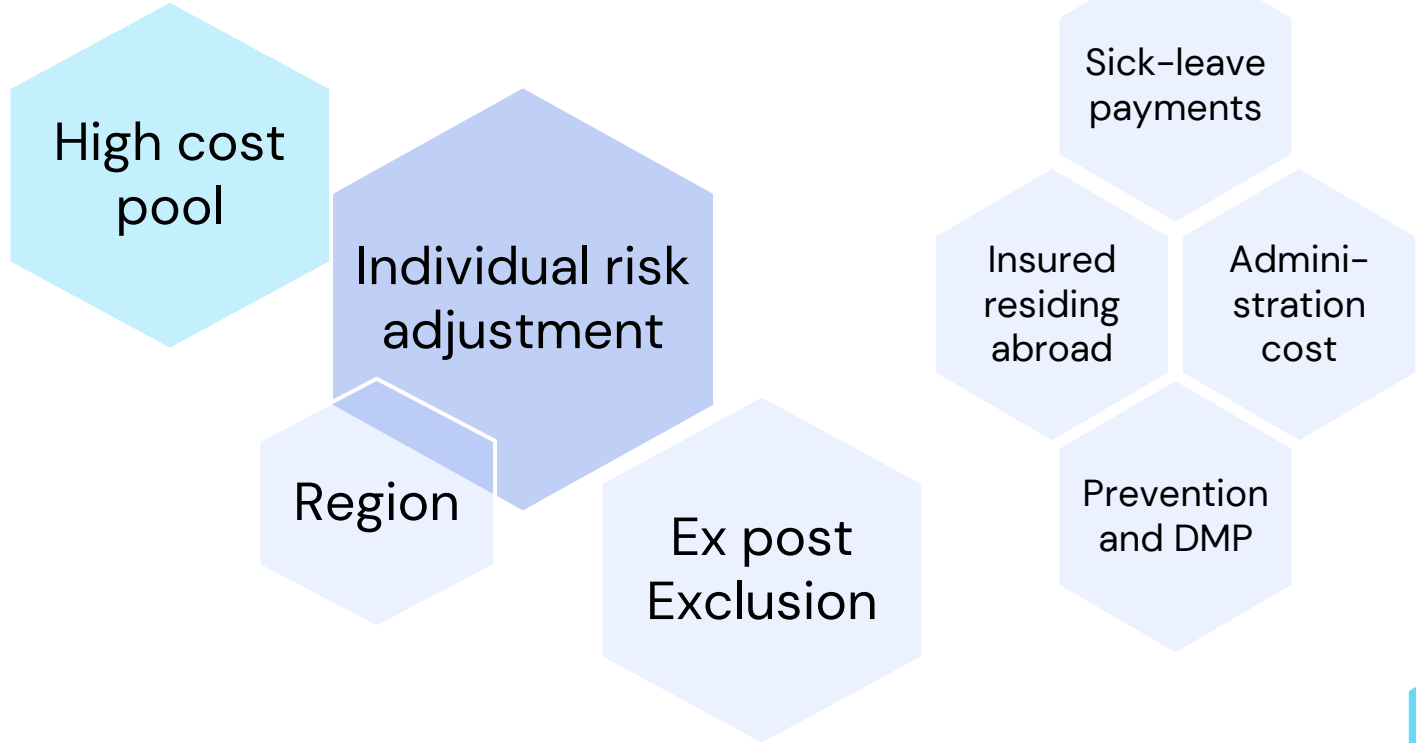 High cost
pool
Individual risk
adjustment
Region
Ex post
Exclusion
Sick-leave
payments
Insured
residing
abroad
Admini-
stration
cost
Prevention
and DMP